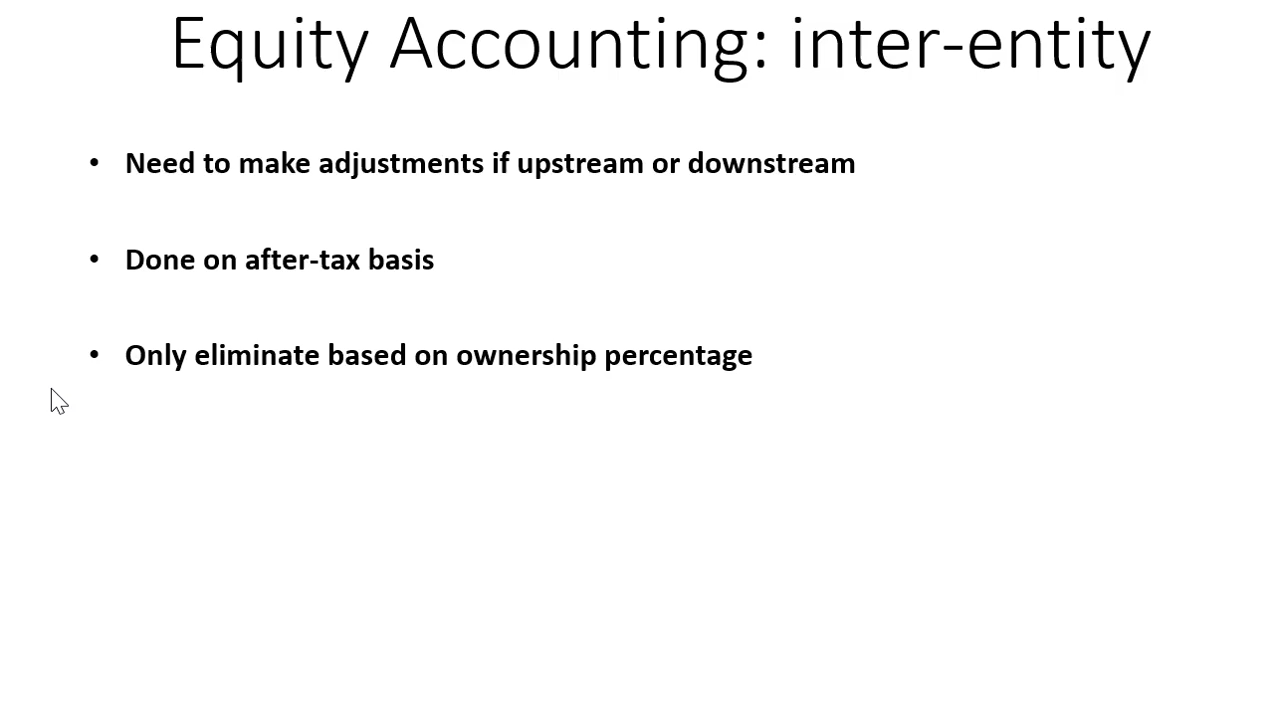 Equity Accounting: inter-entity
• Need to make adjustments if upstream or downstream
• Done on after-tax basis
• Only eliminate based on ownership percentage